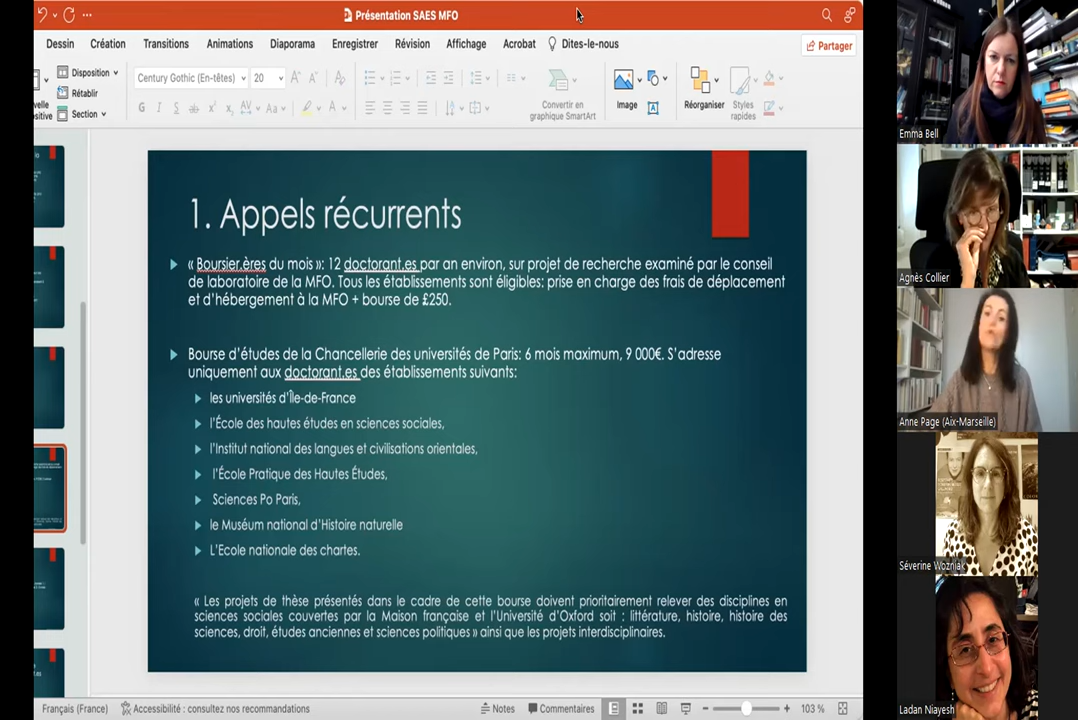 Présentation SAES MFO
Dessin Création Transitions Animations Diaporama Enregistrer Révision Affichage Acrobat Dites-le-nous
Partager
Disposition
Rétablir
Section
Century Gothic (En-têtes) 20
Convertir en
graphique SmartArt
Image
Réorganiser
Styles
rapides
1. Appels récurrents
« Boursier.ères du mois »: 12 doctorant.es par an environ, sur projet de recherche examiné par le conseil
de laboratoire de la MFO. Tous les établissements sont éligibles: prise en charge des frais de déplacement
et d'hébergement à la MFO + bourse de £250.
Bourse d'études de la Chancellerie des universités de Paris: 6 mois maximum, 9 000€. S'adresse
uniquement aux doctorant.es des établissements suivants:
les universités d'Île-de-France
l'École des hautes études en sciences sociales,
l'Institut national des langues et civilisations orientales,
l'École Pratique des Hautes Études,
Sciences Po Paris,
le Muséum national d'Histoire naturelle
L'Ecole nationale des chartes.
« Les projets de thèse présentés dans le cadre de cette bourse doivent prioritairement relever des disciplines en
sciences sociales couvertes par la Maison française et l'Université d'Oxford soit : littérature, histoire, histoire des
sciences, droit, études anciennes et sciences politiques » ainsi que les projets interdisciplinaires.
Français (France) Accessibilité : consultez nos recommandations Notes Commentaires 103 %
Emma Bell
Agnès Collier
Anne Page (Aix-Marseille)
Séverine Wozniak
Ladan Niayesh